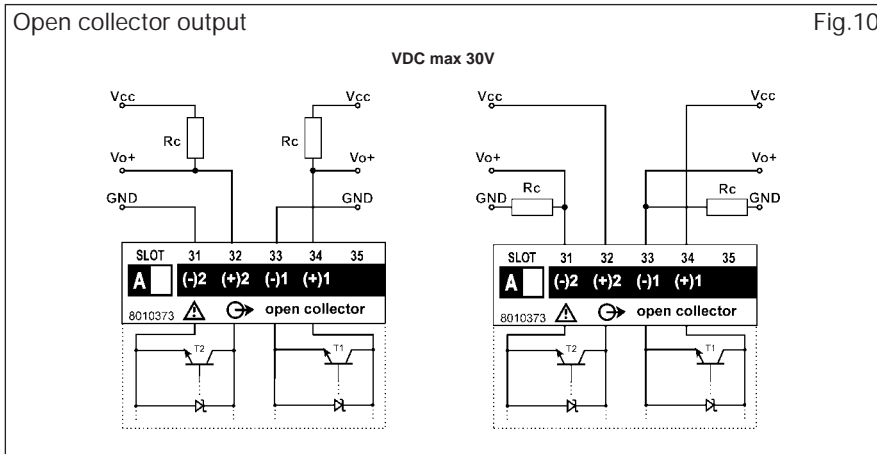 Open collector output Fig.10
VDC max 30V
Vcc Vcc Vcc Vcc
Rc Rc
Vo+ Vo+ Vo+ Vo+
GND GND GND Rc Rc GND
SLOT 31 32 33 34 35 SLOT 31 32 33 34 35
A (-)2 (+)2 (-)1 (+)1 A (-)2 (+)2 (-)1 (+)1
8010373 open collector 8010373 open collector
T2 T1 T2 T1